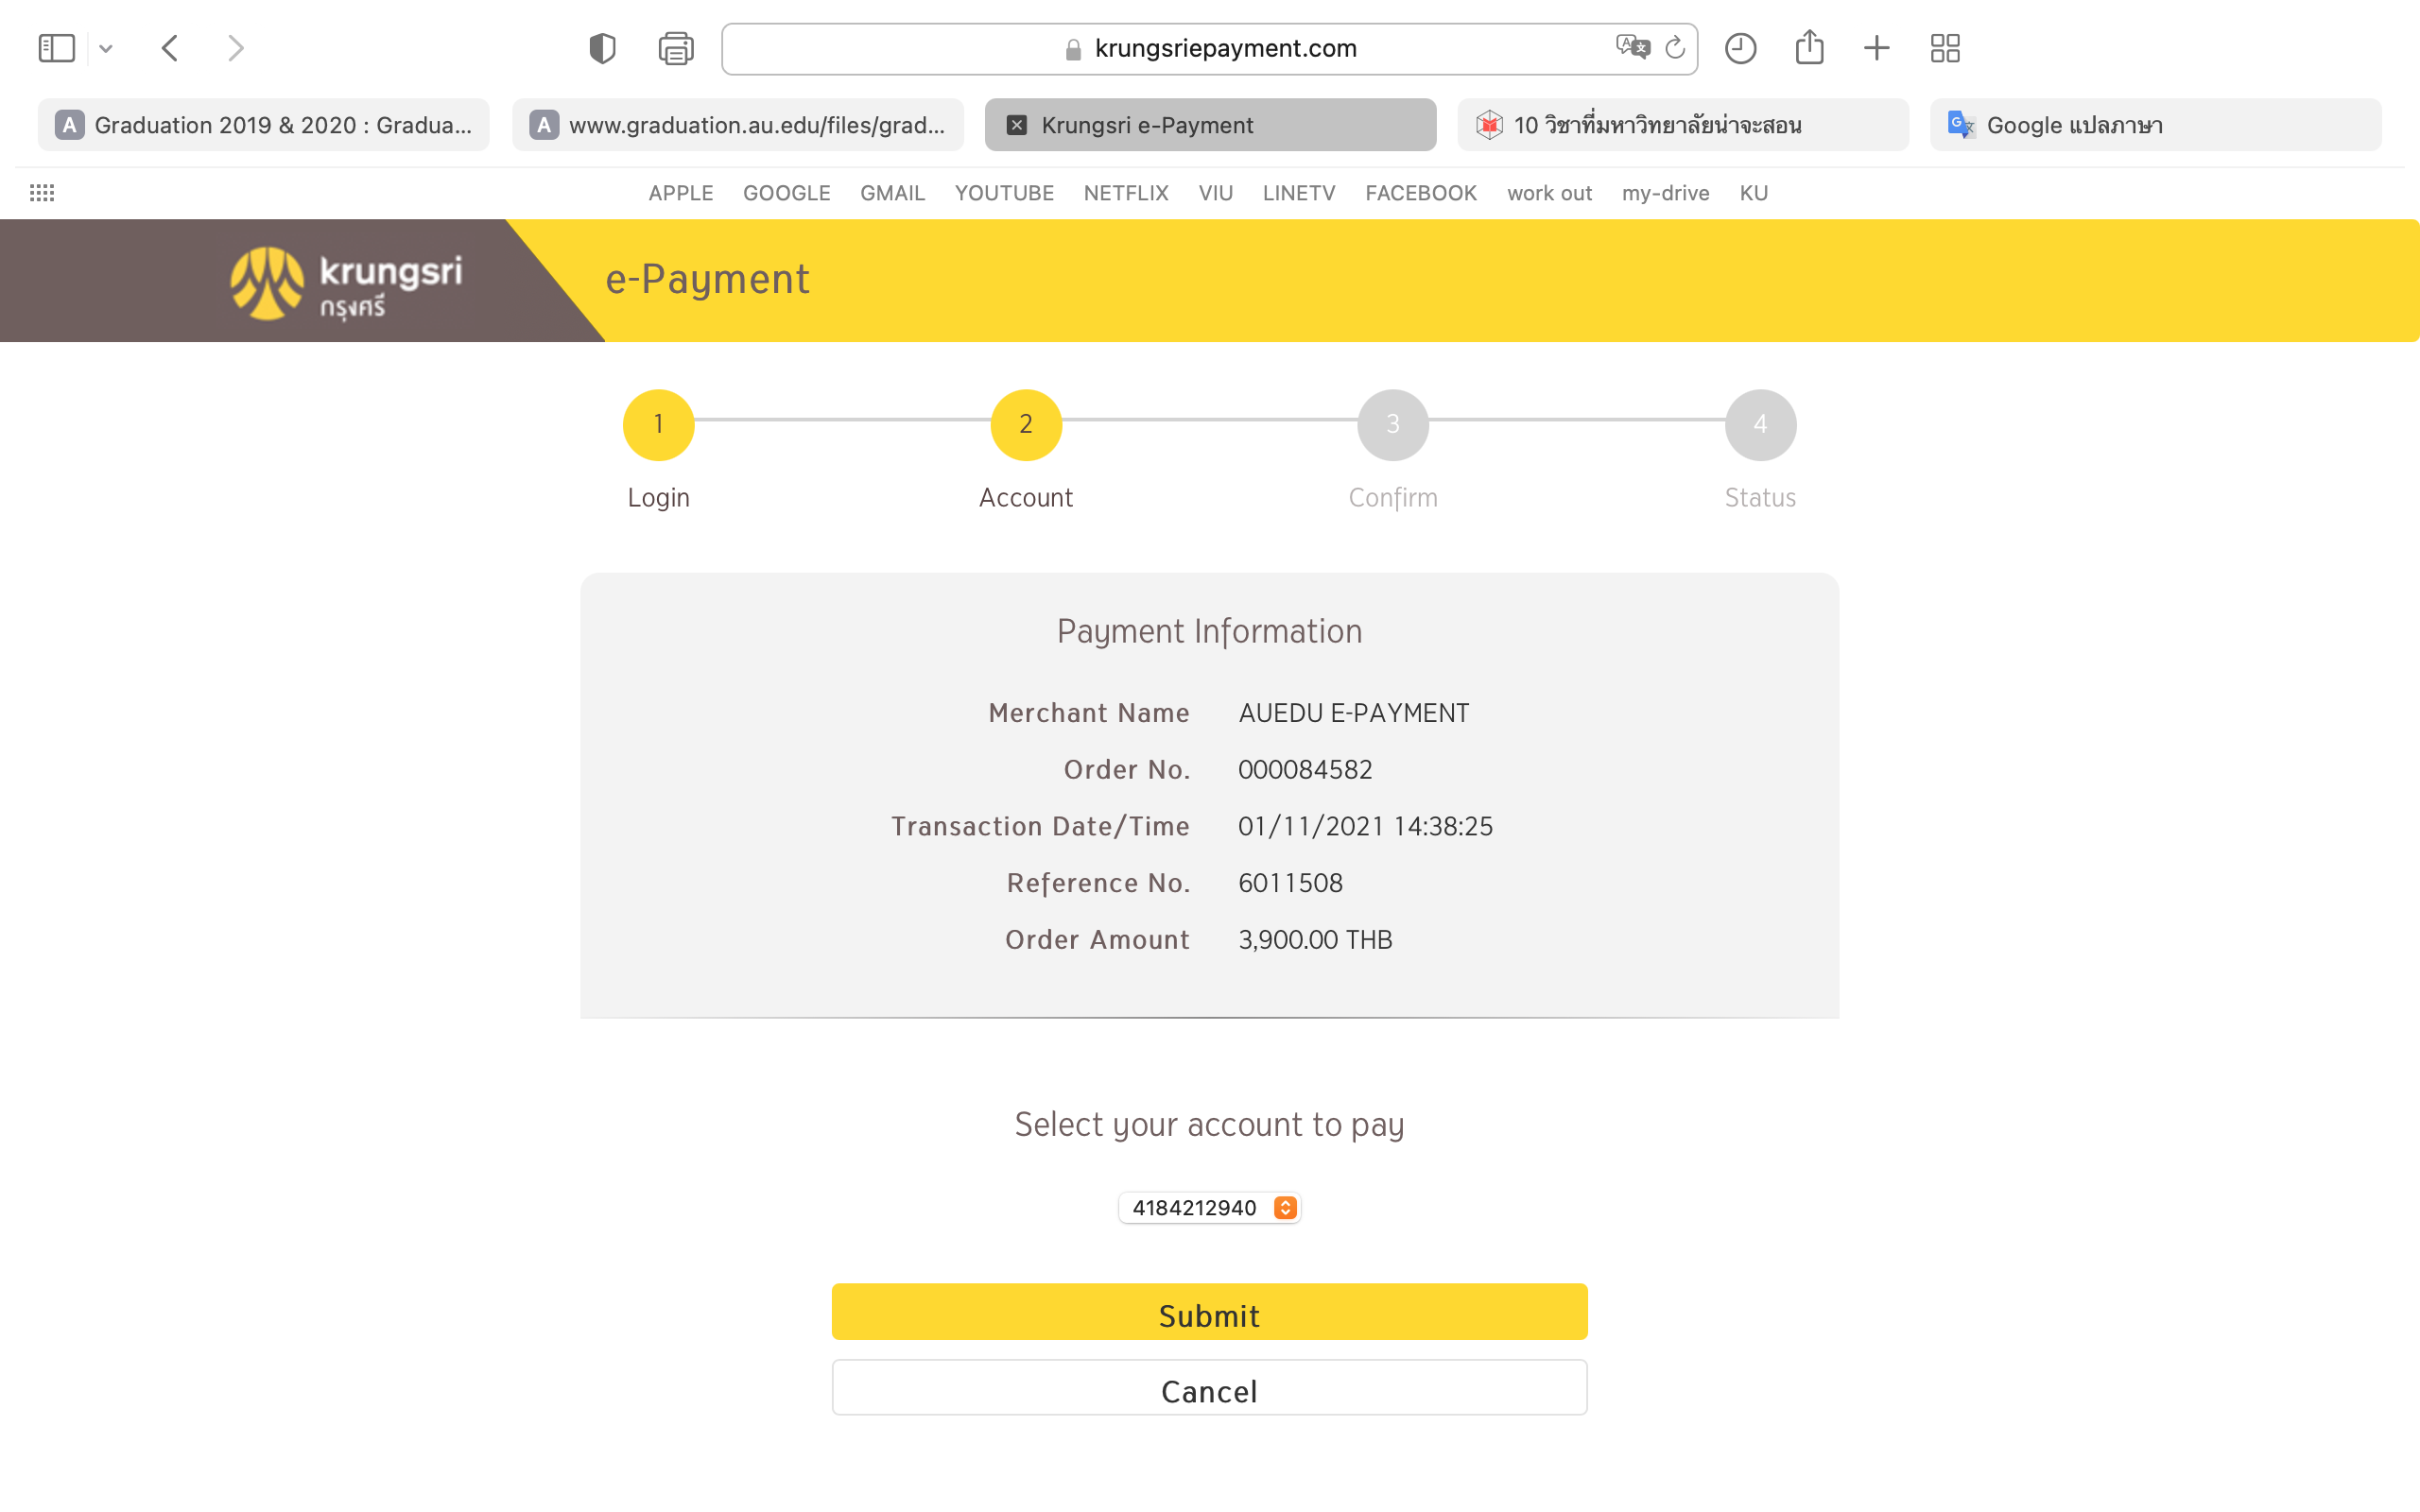 krungsriepayment.com
A Graduation 2019 & 2020 : Gradua...
A www.graduation.au.edu/files/grad...
Krungsri e-Payment
10 วิชาที่มหาวิทยาลัยน่าจะสอน
Google แปลภาษา
APPLE GOOGLE GMAIL YOUTUBE NETFLIX VIU LINETV FACEBOOK work out my-drive KU
krungsri
กรุงศรี
e-Payment
1 2 3 4
Login Account Confirm Status
Payment Information
Merchant Name AUEDU E-PAYMENT
Order No. 000084582
Transaction Date/Time 01/11/2021 14:38:25
Reference No. 6011508
Order Amount 3,900.00 THB
Select your account to pay
4184212940
Submit
Cancel